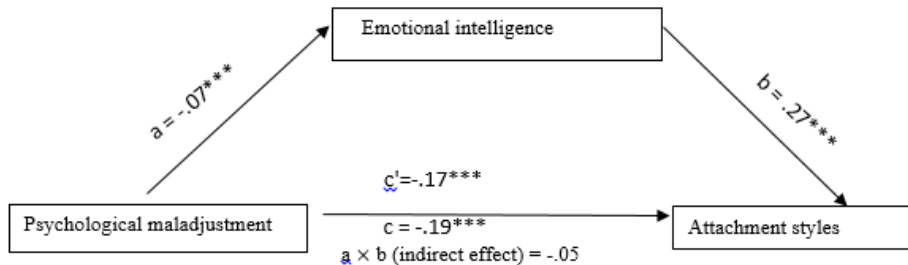 Emotional intelligence
a = -.07***
b = .27***
c'=-.17***
Psychological maladjustment
c = -.19***
Attachment styles
a × b (indirect effect) = -.05